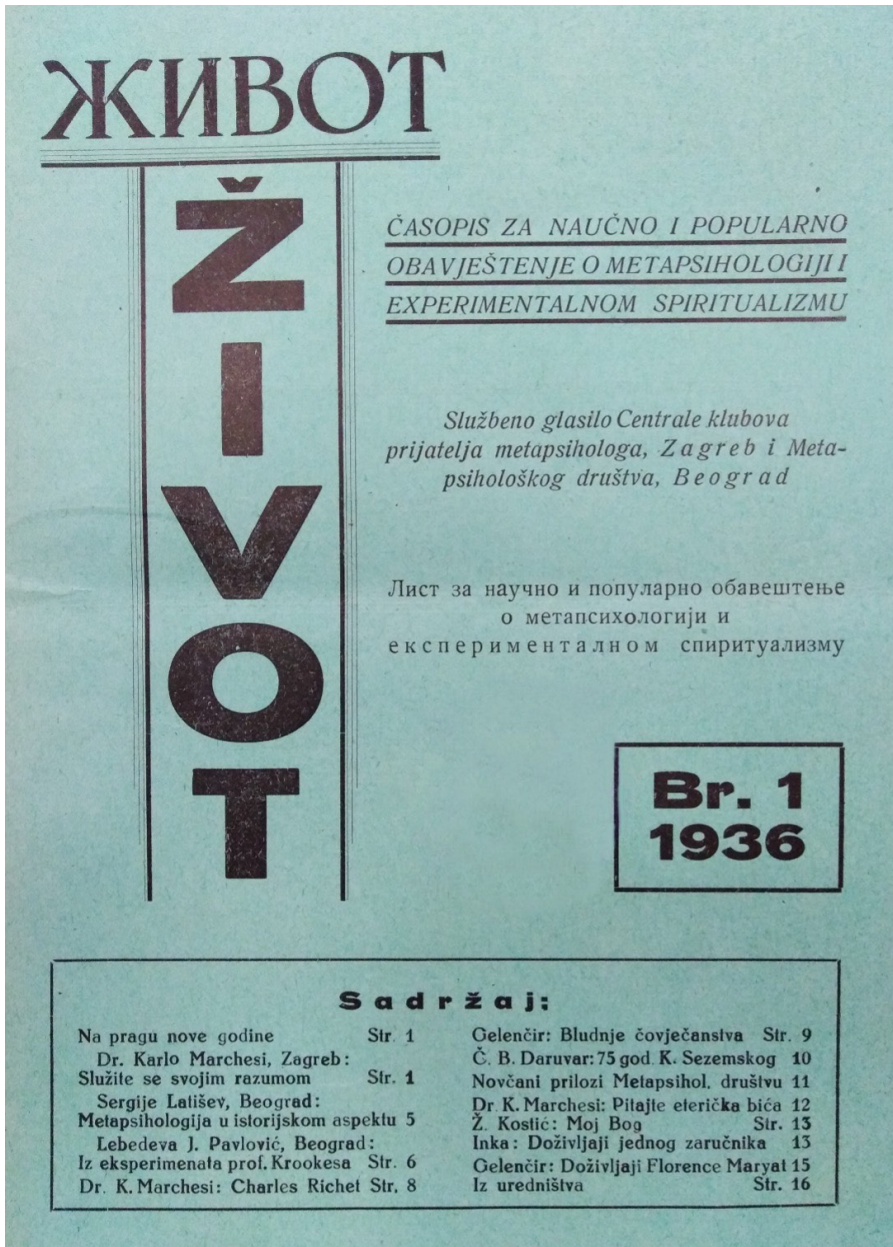 ЖИВОТ
ŽIVOT
ČASOPIS ZA NAUČNO I POPULARNO
OBAVJEŠTENJE O METAPSIHOLOGIJI I
EXPERIMENTALNOM SPIRITUALIZMU
Službeno glasilo Centrale klubova
prijatelja metapsihologa, Zagreb i Meta-
psihološkog društva, Beograd
Лист за научно и популарно обавештење
о метапсихологији и
експерименталном спиритуализму
Br. 1
1936
Sadržaj:
Na pragu nove godine Str. 1
Dr. Karlo Marchesi, Zagreb:
Služite se svojim razumom Str. 1
Sergije Latišev, Beograd:
Metapsihologija u istorijskom aspektu 5
Lebedeva J. Pavlović, Beograd:
Iz eksperimenata prof. Krookesa Str. 6
Dr. K. Marchesi: Charles Richet Str. 8
Gelenčir: Bludnje čovječanstva Str. 9
Č. B. Daruvar: 75 god. K. Sezemskog 10
Novčani prilozi Metapsihol. društvu 11
Dr. K. Marchesi: Pitajte eterička bića 12
Ž. Kostić: Moj Bog Str. 13
Inka: Doživljaji jednog zaručnika 13
Gelenčir: Doživljaji Florence Maryat 15
Iz uredništva Str. 16